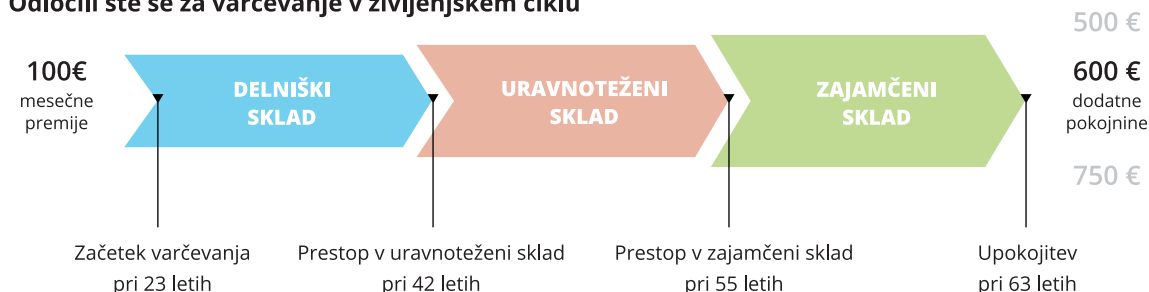 Odločili ste se za varčevanje v življenjskem ciklu
500 €
100€
mesečne
premije
DELNIŠKI
SKLAD
URAVNOTEŽENI
SKLAD
ZAJAMČENI
SKLAD
600 €
dodatne
pokojnine
750 €
Začetek varčevanja
pri 23 letih
Prestop v uravnoteženi sklad
pri 42 letih
Prestop v zajamčeni sklad
pri 55 letih
Upokojitev
pri 63 letih